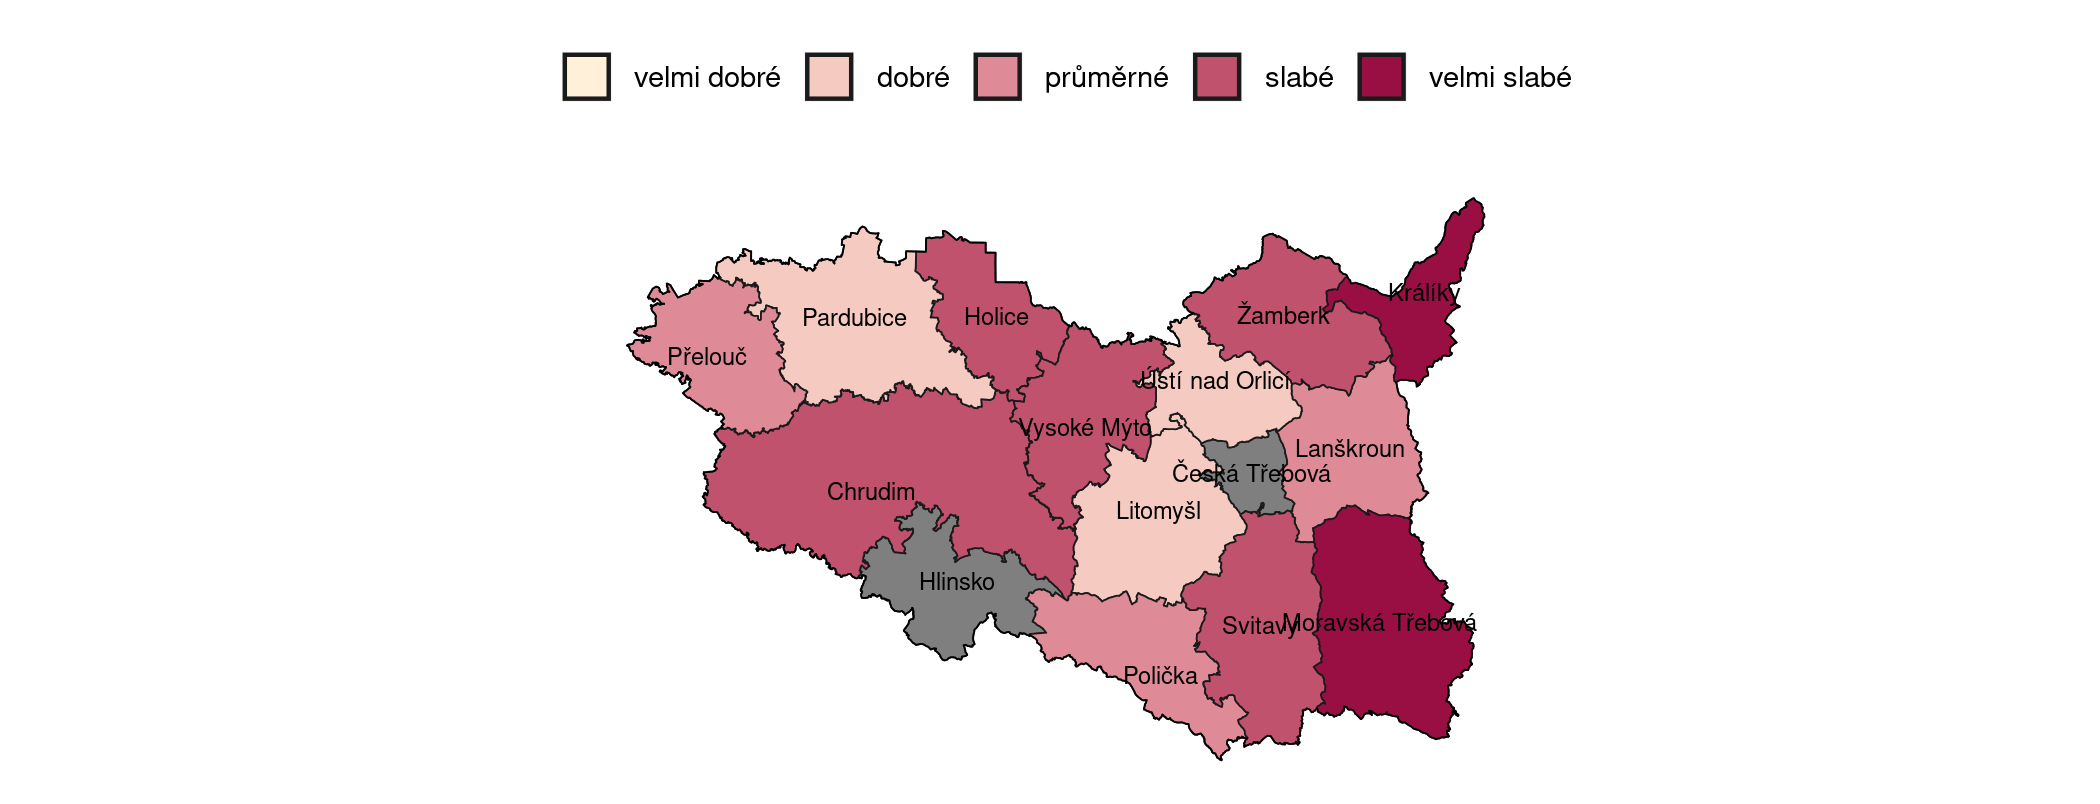 velmi dobré
dobré
průměrné
slabé
velmi slabé
Králíky
Žamberk
Pardubice
Holice
Přelouč
Ústí nad Orlicí
Vysoké Mýto
Lanškroun
Česká Třebová
Chrudim
Litomyšl
Hlinsko
Svitavy
Moravská Třebová
Polička